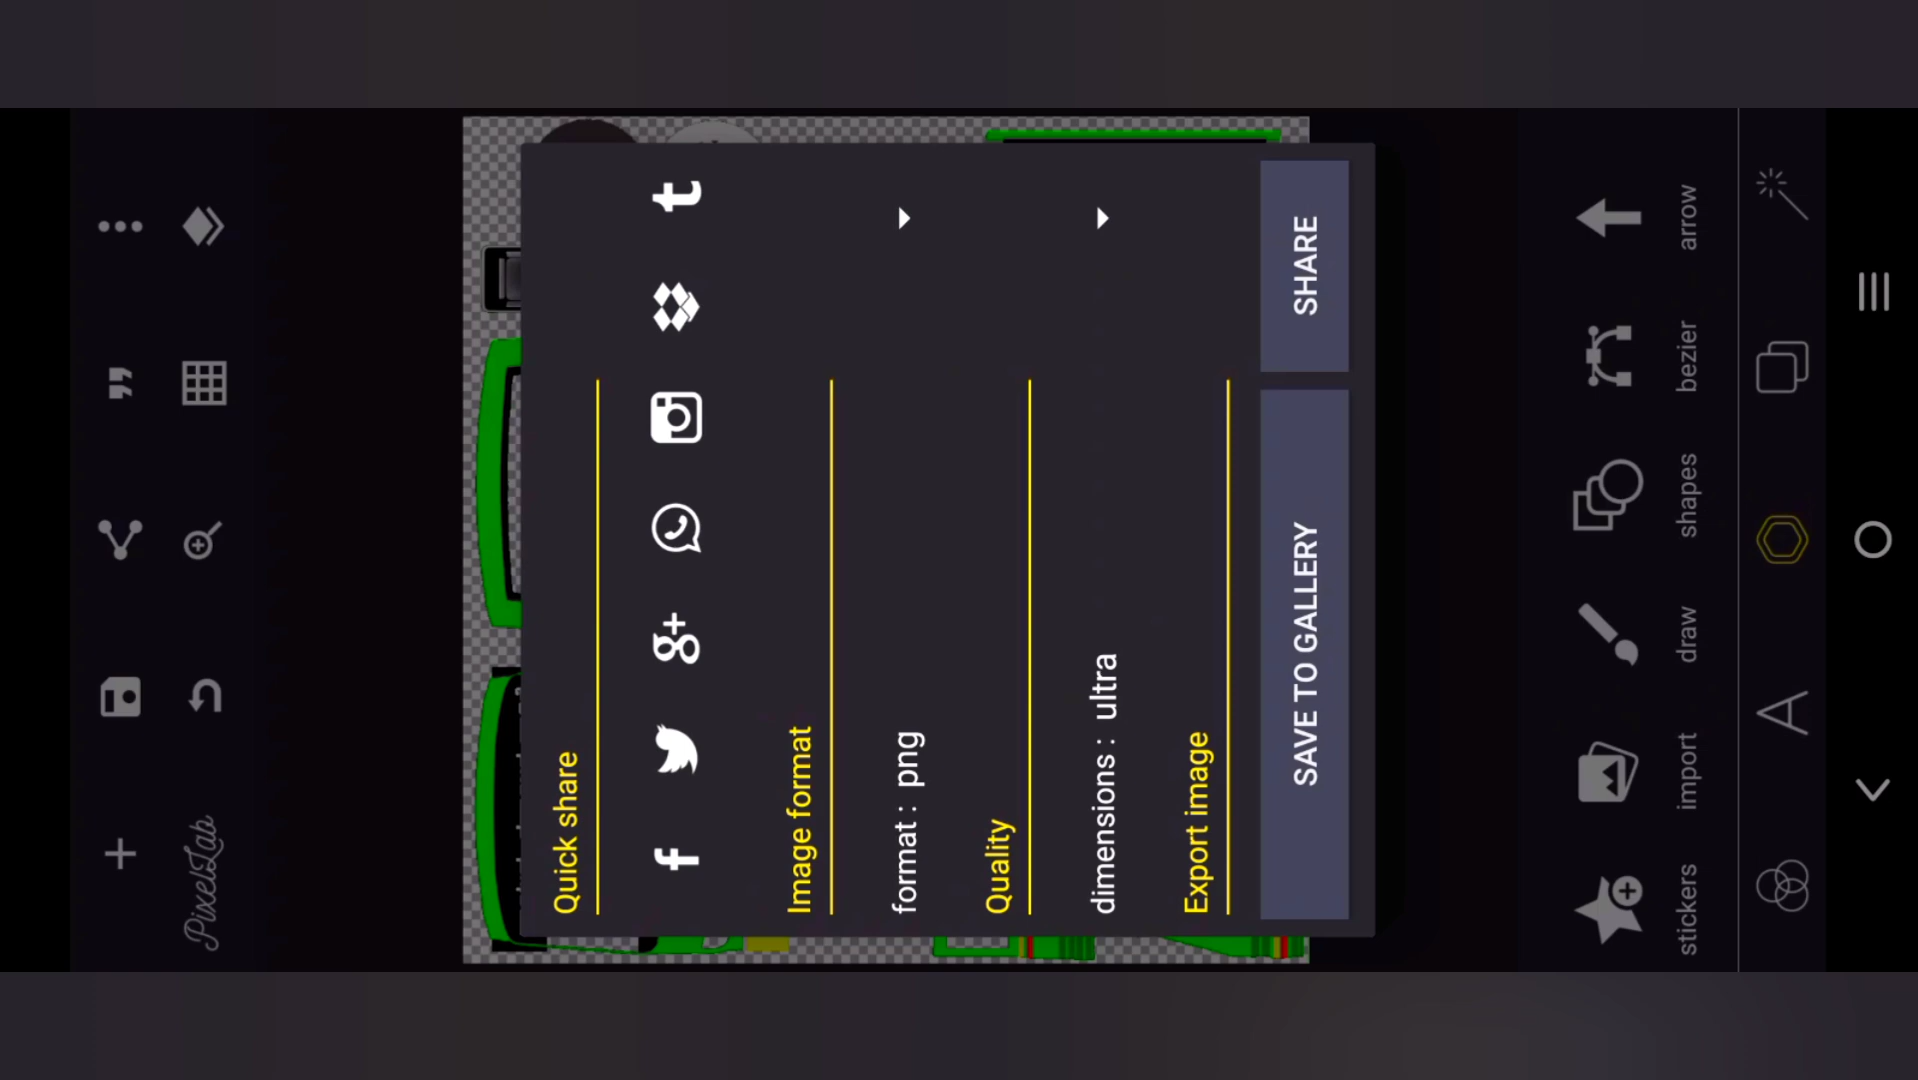 PixelLab
Quick share
Image format
format : png
Quality
dimensions : ultra
Export image
SAVE TO GALLERY
SHARE
stickers
import
draw
shapes
bezier
arrow